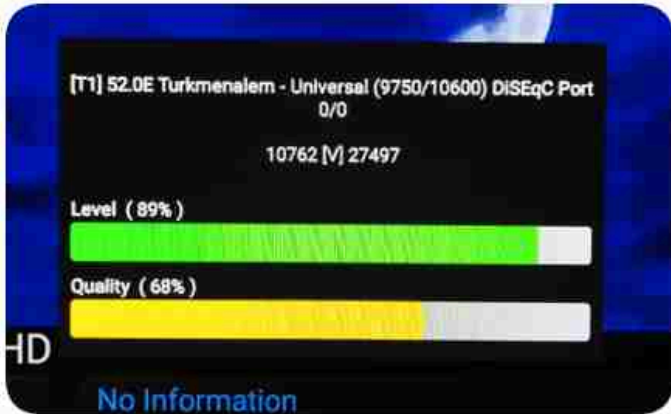 [T1] 52.0E Turkmenalem - Universal (9750/10600) DiSEqC Port
0/0
10762 [V] 27497
Level ( 89% )
Quality ( 68% )
HD
No Information